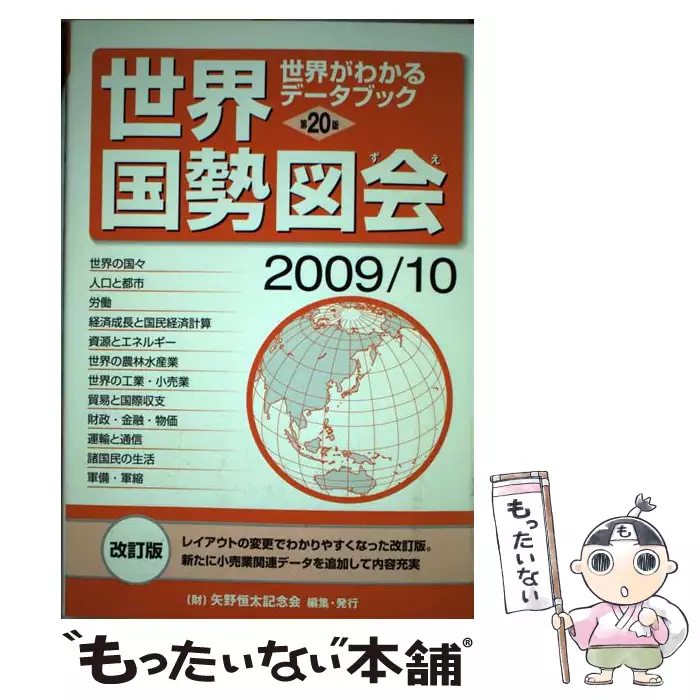 世界がわかる
データブック
第20版
世界
国勢図会
ずえ
2009/10
世界の国々
人口と都市
労働
経済成長と国民経済計算
資源とエネルギー
世界の農林水産業
世界の工業・小売業
貿易と国際収支
財政・金融・物価
運輸と通信
諸国民の生活
軍備・軍縮
改訂版
レイアウトの変更でわかりやすくなった改訂版。
新たに小売業関連データを追加して内容充実
(財)矢野恒太記念会 編集・発行
もったいない
も
"もったいない"本舗®